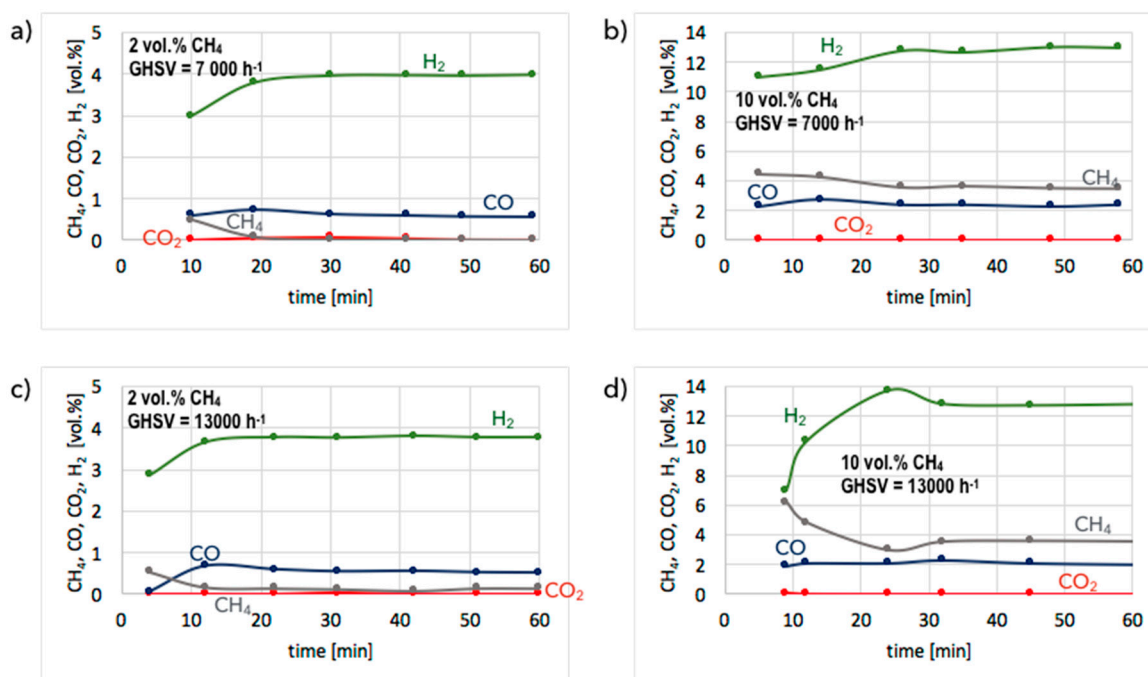 a)
CH₄, CO, CO₂, H₂ [vol.%]
5
4
3
2
1
0
2 vol.% CH₄
GHSV = 7 000 h⁻¹
H₂
CO
CH₄
CO₂
0 10 20 30 40 50 60
time [min]
b)
CH₄, CO, CO₂, H₂ [vol.%]
14
12
10
8
6
4
2
0
H₂
10 vol.% CH₄
GHSV = 7000 h⁻¹
CH₄
CO
CO₂
0 10 20 30 40 50 60
time [min]
c)
CH₄, CO, CO₂, H₂ [vol.%]
5
4
3
2
1
0
2 vol.% CH₄
GHSV = 13000 h⁻¹
H₂
CO
CH₄
CO₂
0 10 20 30 40 50 60
time [min]
d)
CH₄, CO, CO₂, H₂ [vol.%]
14
12
10
8
6
4
2
0
H₂
10 vol.% CH₄
GHSV = 13000 h⁻¹
CH₄
CO
CO₂
0 10 20 30 40 50 60
time [min]